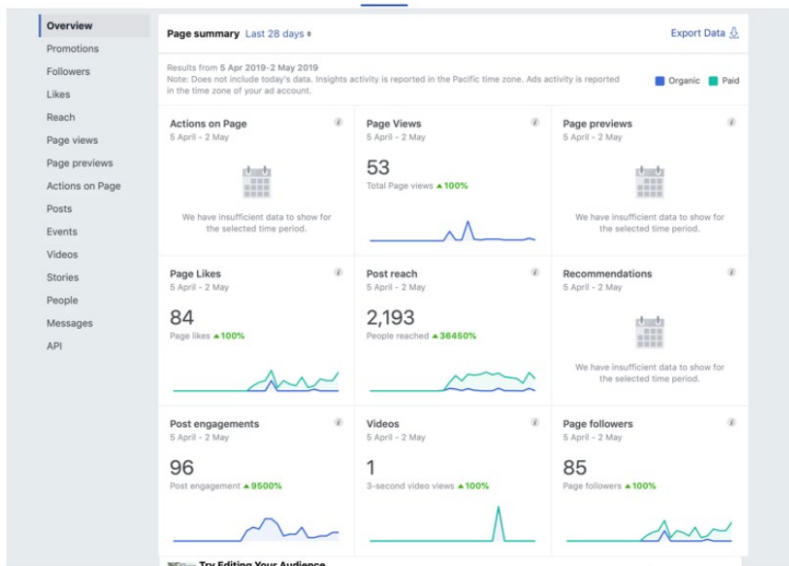 Overview
Promotions
Followers
Likes
Reach
Page views
Page previews
Actions on Page
Posts
Events
Videos
Stories
People
Messages
API
Page summary Last 28 days
Export Data
Results from 5 Apr 2019-2 May 2019
Note: Does not include today's data. Insights activity is reported in the Pacific time zone. Ads activity is reported
in the time zone of your ad account.
Organic Paid
Actions on Page
5 April - 2 May
We have insufficient data to show for
the selected time period.
Page Views
5 April - 2 May
53
Total Page views ▲100%
Page previews
5 April - 2 May
We have insufficient data to show for
the selected time period.
Page Likes
5 April - 2 May
84
Page likes ▲100%
Post reach
5 April - 2 May
2,193
People reached ▲36450%
Recommendations
5 April - 2 May
We have insufficient data to show for
the selected time period.
Post engagements
5 April - 2 May
96
Post engagement ▲9500%
Videos
5 April - 2 May
1
3-second video views ▲100%
Page followers
5 April - 2 May
85
Page followers ▲100%
Try Editing Your Audience